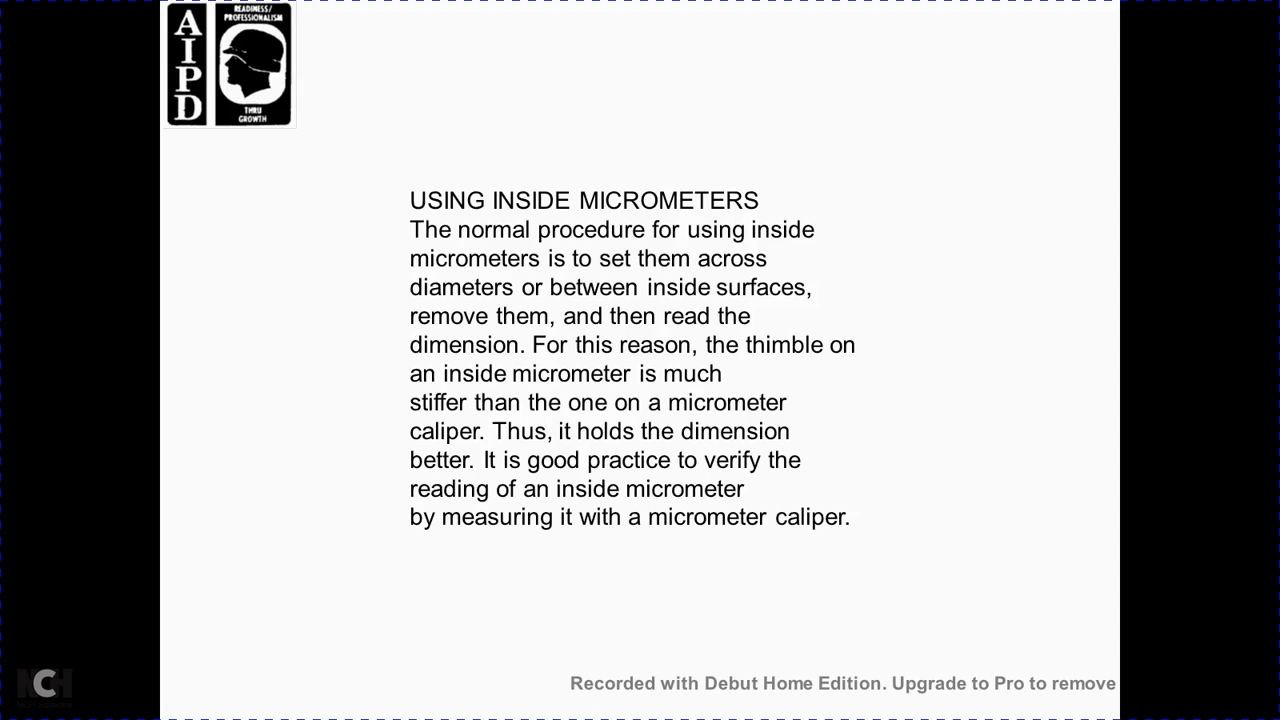 AIPD
READINESS/
PROFESSIONALISM
THRU
GROWTH
USING INSIDE MICROMETERS
The normal procedure for using inside
micrometers is to set them across
diameters or between inside surfaces,
remove them, and then read the
dimension. For this reason, the thimble on
an inside micrometer is much
stiffer than the one on a micrometer
caliper. Thus, it holds the dimension
better. It is good practice to verify the
reading of an inside micrometer
by measuring it with a micrometer caliper.
NCH
Recorded with Debut Home Edition. Upgrade to Pro to remove